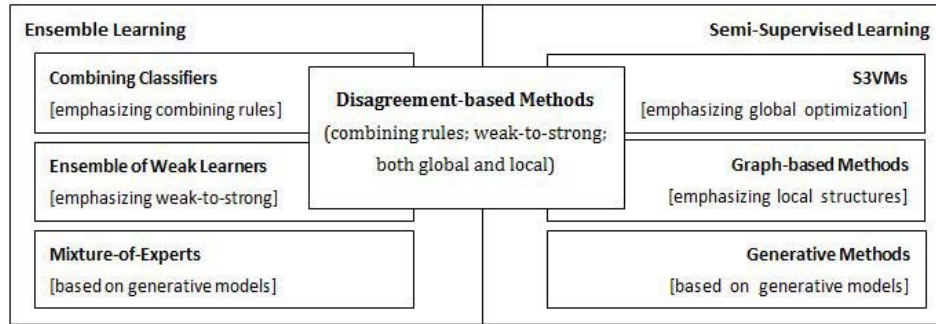 Ensemble Learning
Combining Classifiers
[emphasizing combining rules]
Ensemble of Weak Learners
[emphasizing weak-to-strong]
Mixture-of-Experts
[based on generative models]
Disagreement-based Methods
(combining rules; weak-to-strong;
both global and local)
Semi-Supervised Learning
S3VMs
[emphasizing global optimization]
Graph-based Methods
[emphasizing local structures]
Generative Methods
[based on generative models]